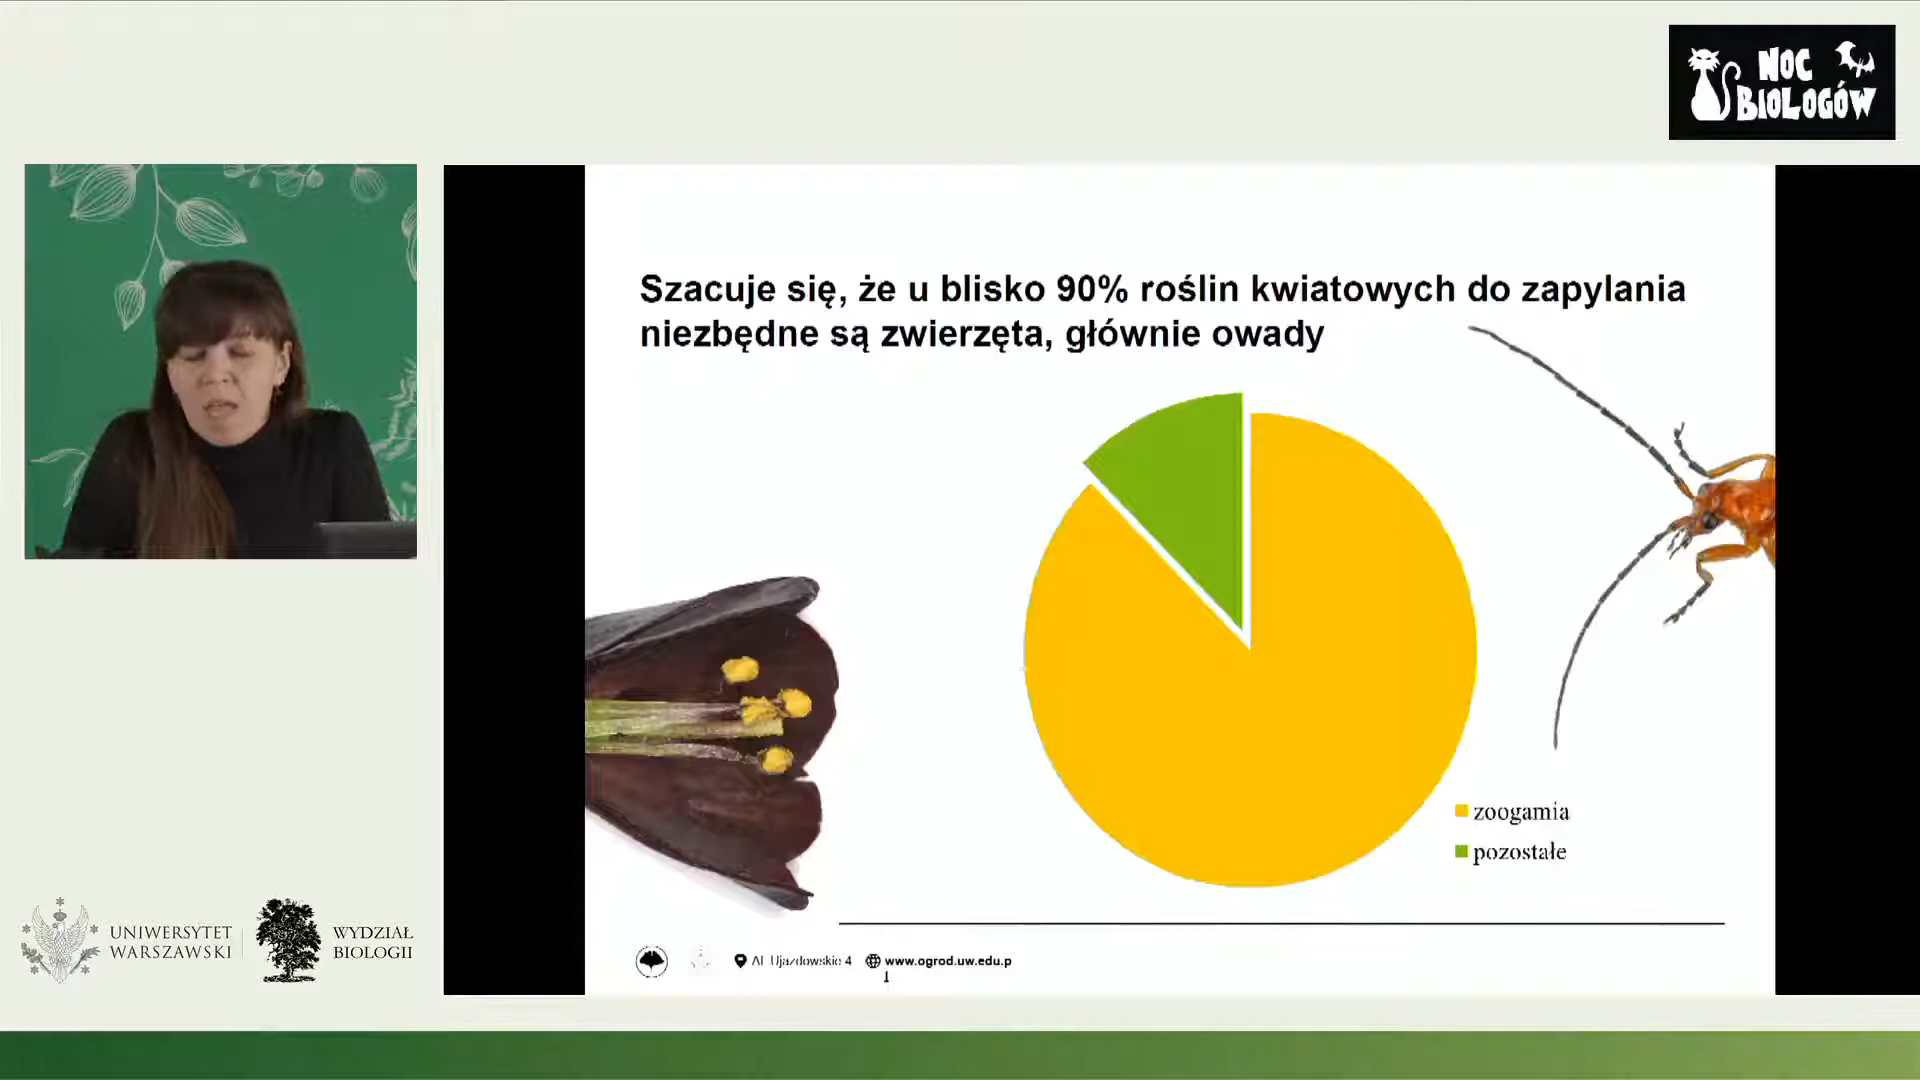 NOC
BIOLOGÓW
Szacuje się, że u blisko 90% roślin kwiatowych do zapylania
niezbędne są zwierzęta, głównie owady
zoogamia
pozostałe
UNIWERSYTET
WARSZAWSKI
WYDZIAŁ
BIOLOGII
Al. Ujazdowskie 4 www.ogrod.uw.edu.p
l